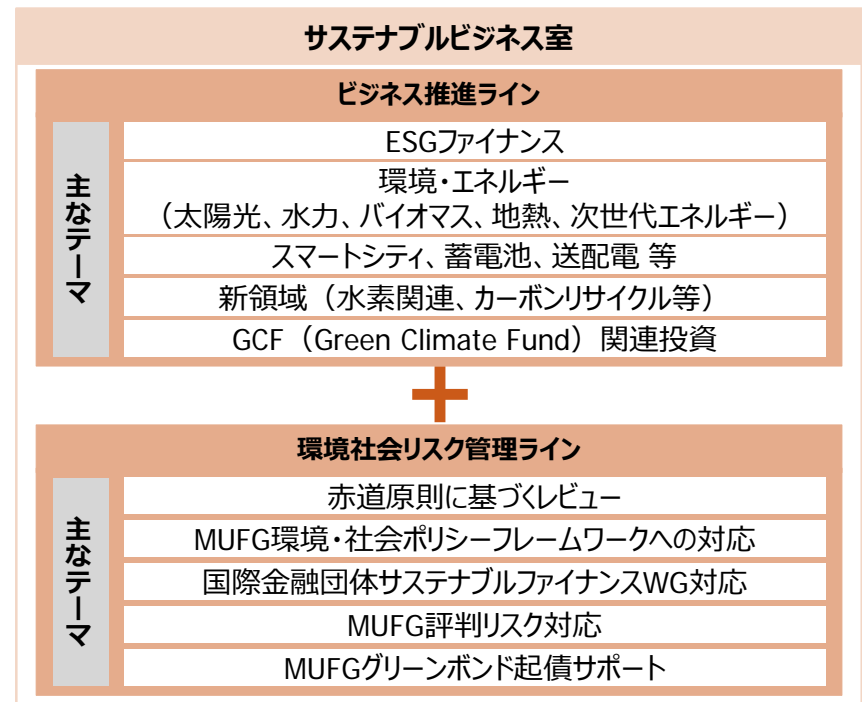 サステナブルビジネス室
ビジネス推進ライン
主なテーマ
ESGファイナンス
環境・エネルギー
（太陽光、水力、バイオマス、地熱、次世代エネルギー）
スマートシティ、蓄電池、送配電 等
新領域（水素関連、カーボンリサイクル等）
GCF（Green Climate Fund）関連投資
環境社会リスク管理ライン
主なテーマ
赤道原則に基づくレビュー
MUFG環境・社会ポリシーフレームワークへの対応
国際金融団体サステナブルファイナンスWG対応
MUFG評判リスク対応
MUFGグリーンボンド起債サポート